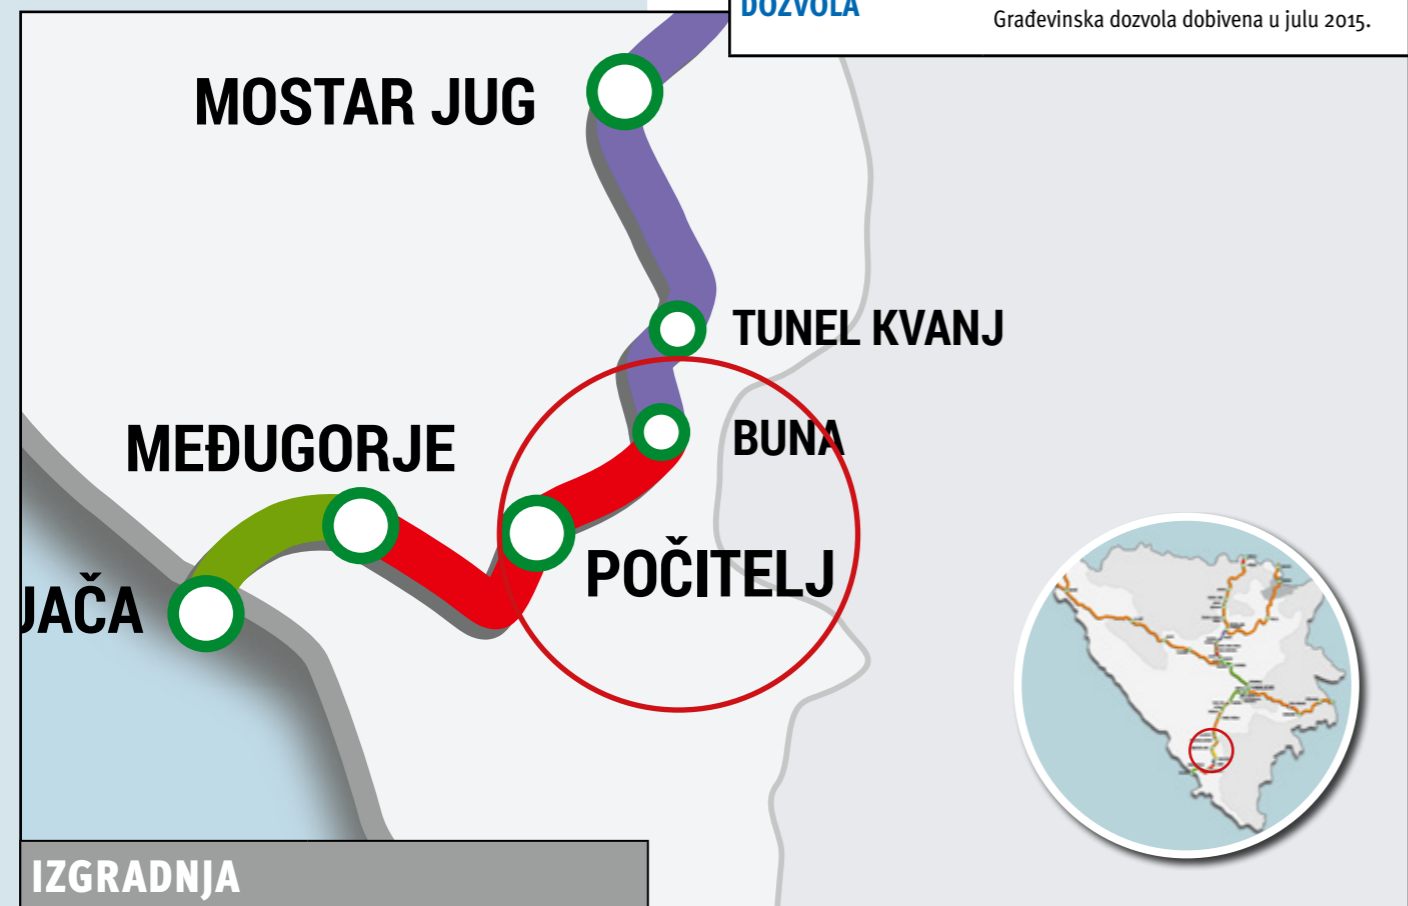 DOZVOLA
Građevinska dozvola dobivena u julu 2015.
MOSTAR JUG
TUNEL KVANJ
BUNA
MEĐUGORJE
POČITELJ
JAČA
IZGRADNJA